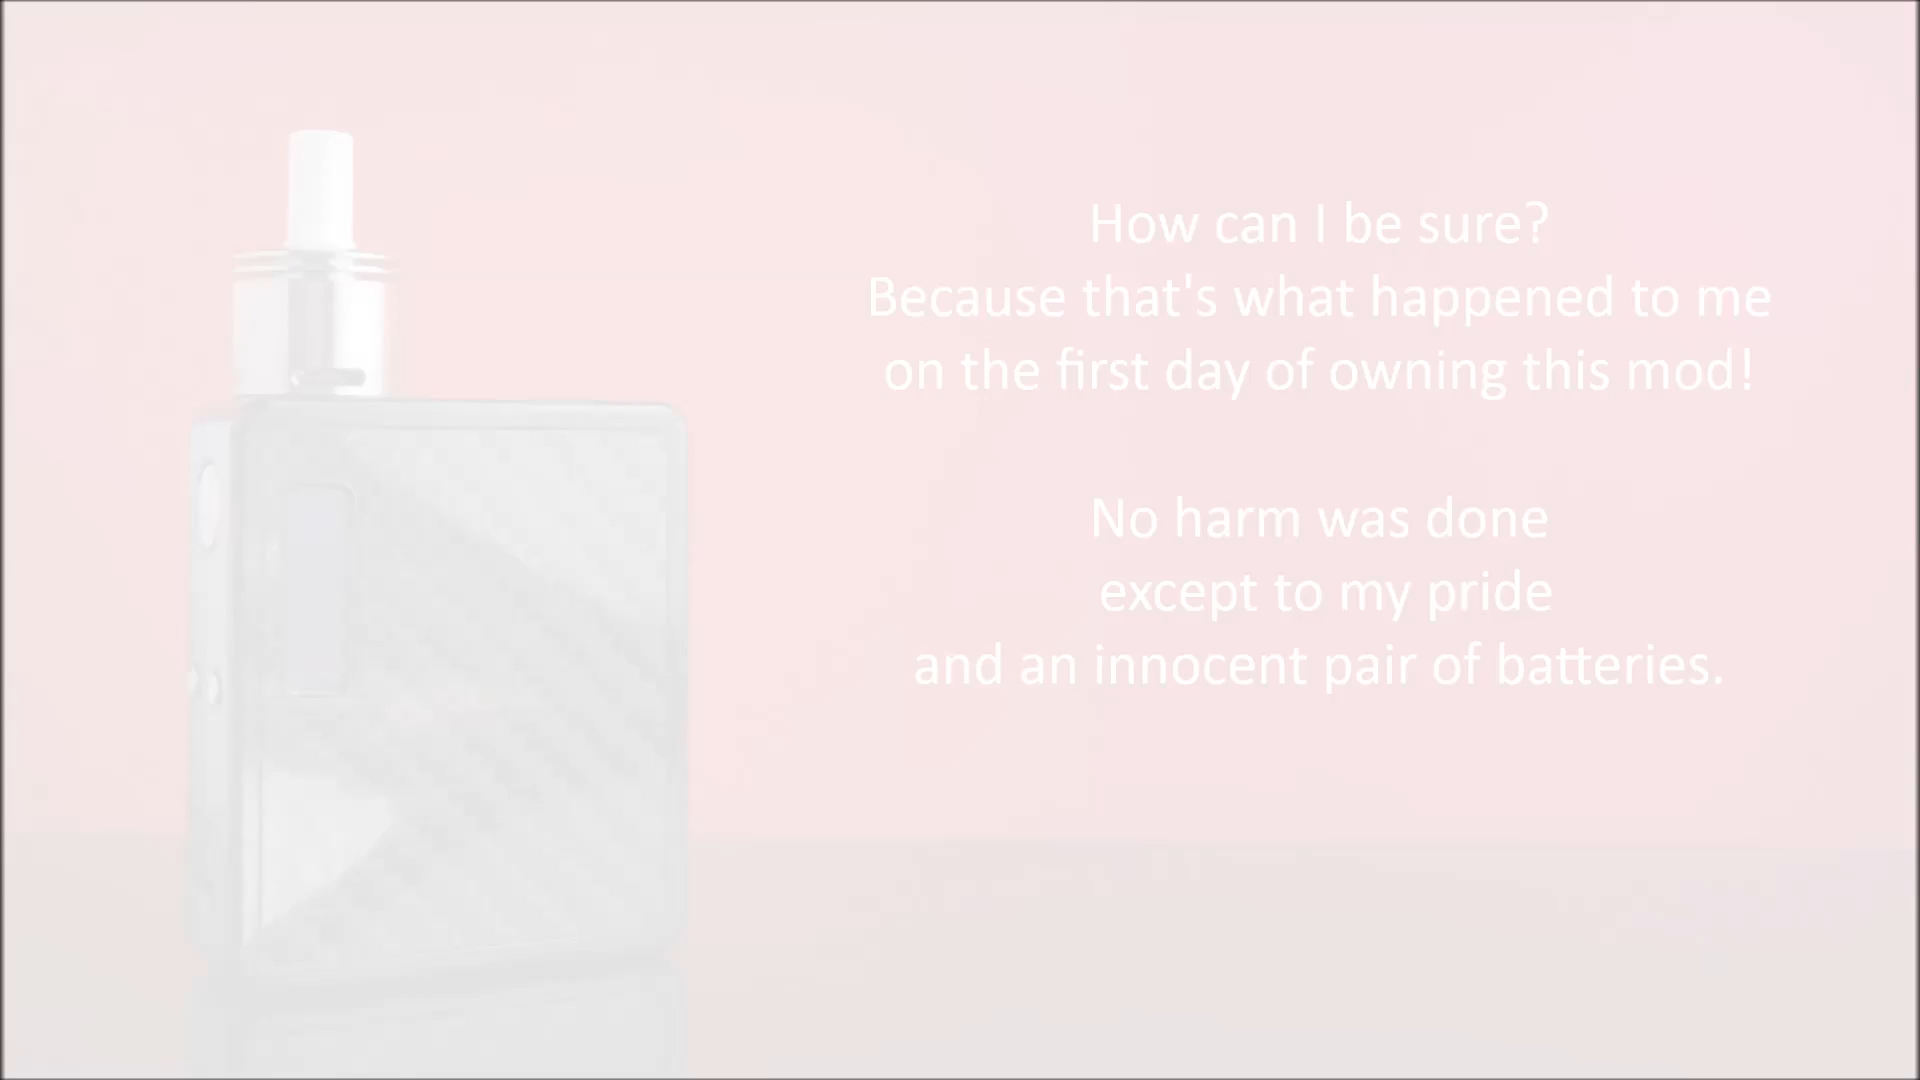 How can I be sure?
Because that's what happened to me
on the first day of owning this mod!
No harm was done
except to my pride
and an innocent pair of batteries.